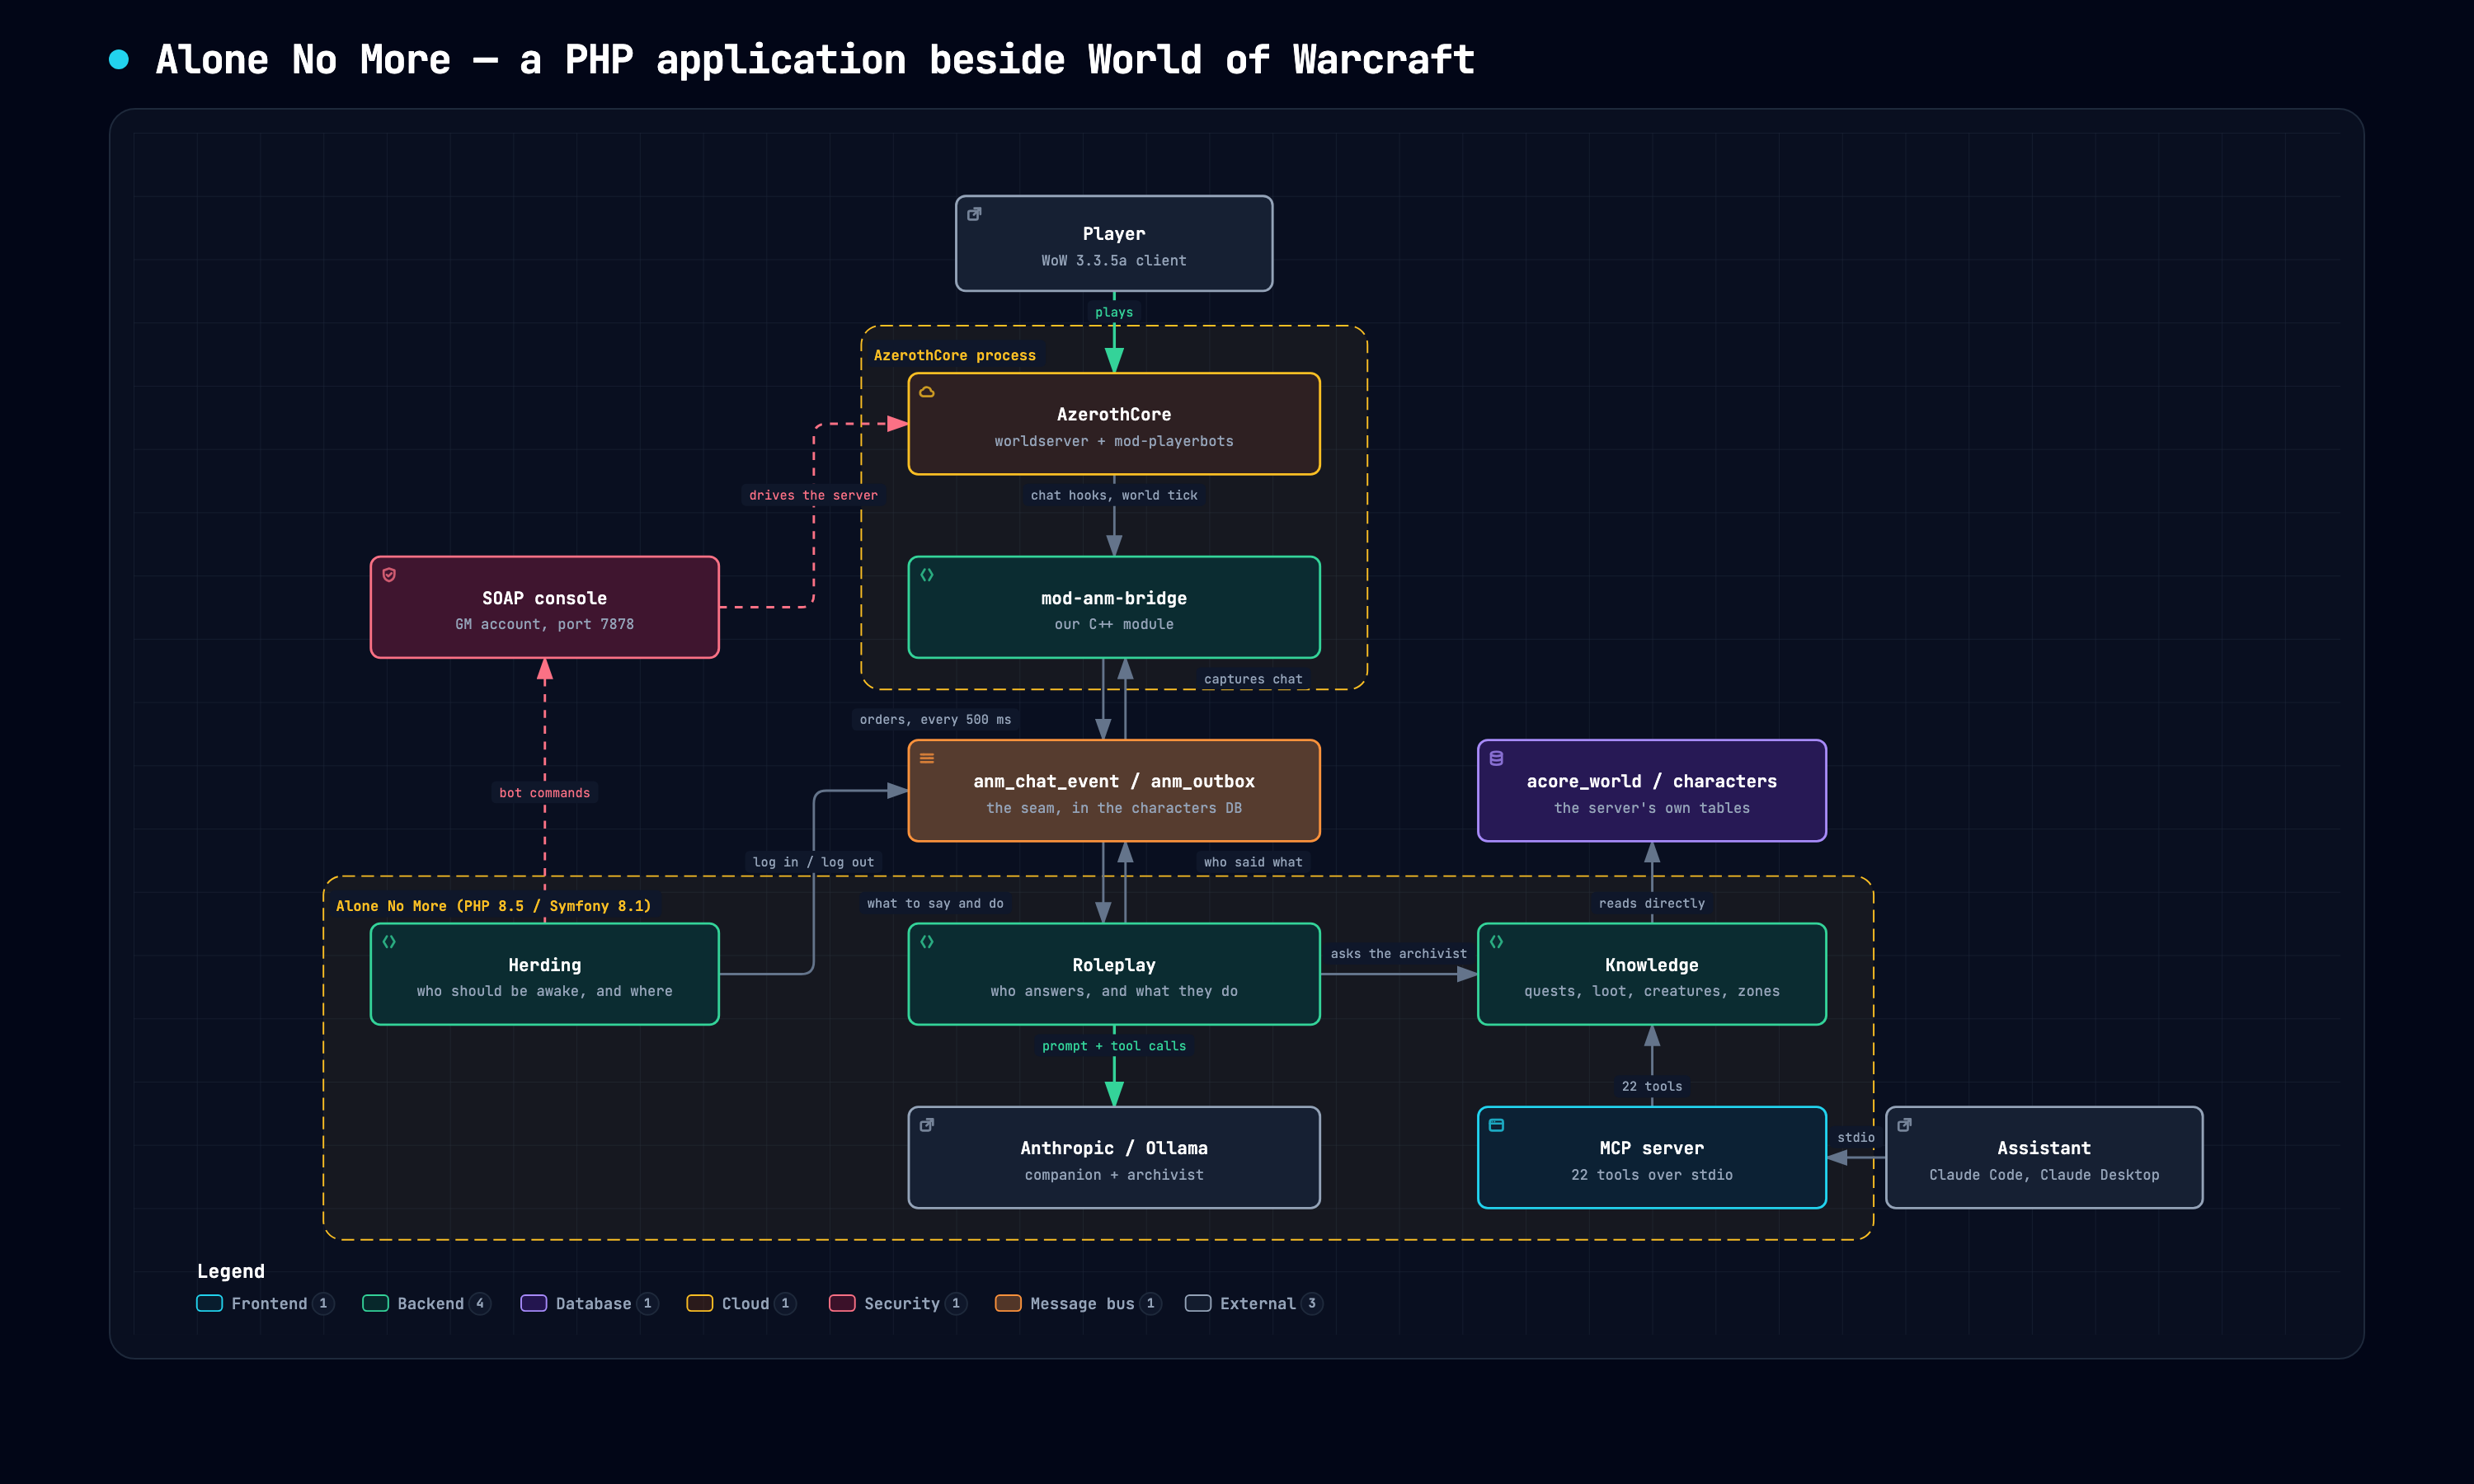 Alone No More — a PHP application beside World of Warcraft
Player
WoW 3.3.5a client
plays
AzerothCore process
AzerothCore
worldserver + mod-playerbots
drives the server
chat hooks, world tick
SOAP console
GM account, port 7878
mod-anm-bridge
our C++ module
captures chat
orders, every 500 ms
bot commands
anm_chat_event / anm_outbox
the seam, in the characters DB
acore_world / characters
the server's own tables
log in / log out
who said what
Alone No More (PHP 8.5 / Symfony 8.1)
what to say and do
reads directly
Herding
who should be awake, and where
Roleplay
who answers, and what they do
asks the archivist
Knowledge
quests, loot, creatures, zones
prompt + tool calls
22 tools
Anthropic / Ollama
companion + archivist
MCP server
22 tools over stdio
stdio
Assistant
Claude Code, Claude Desktop
Legend
Frontend 1
Backend 4
Database 1
Cloud 1
Security 1
Message bus 1
External 3